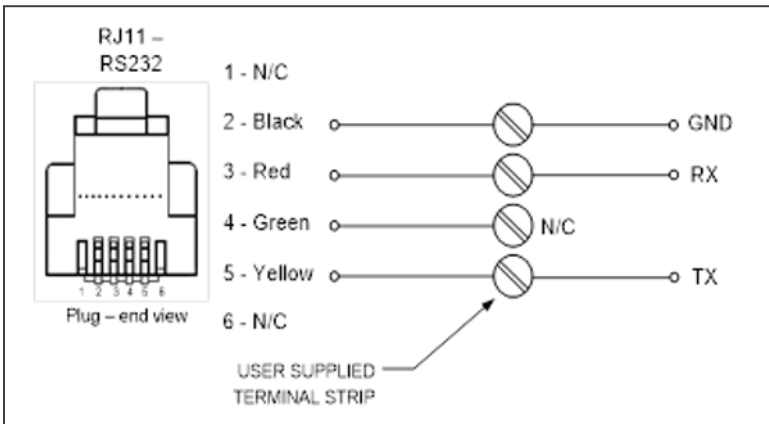 RJ11 –
RS232
1 - N/C
2 - Black
GND
3 - Red
RX
4 - Green
N/C
5 - Yellow
TX
6 - N/C
1 2 3 4 5 6
Plug – end view
USER SUPPLIED
TERMINAL STRIP